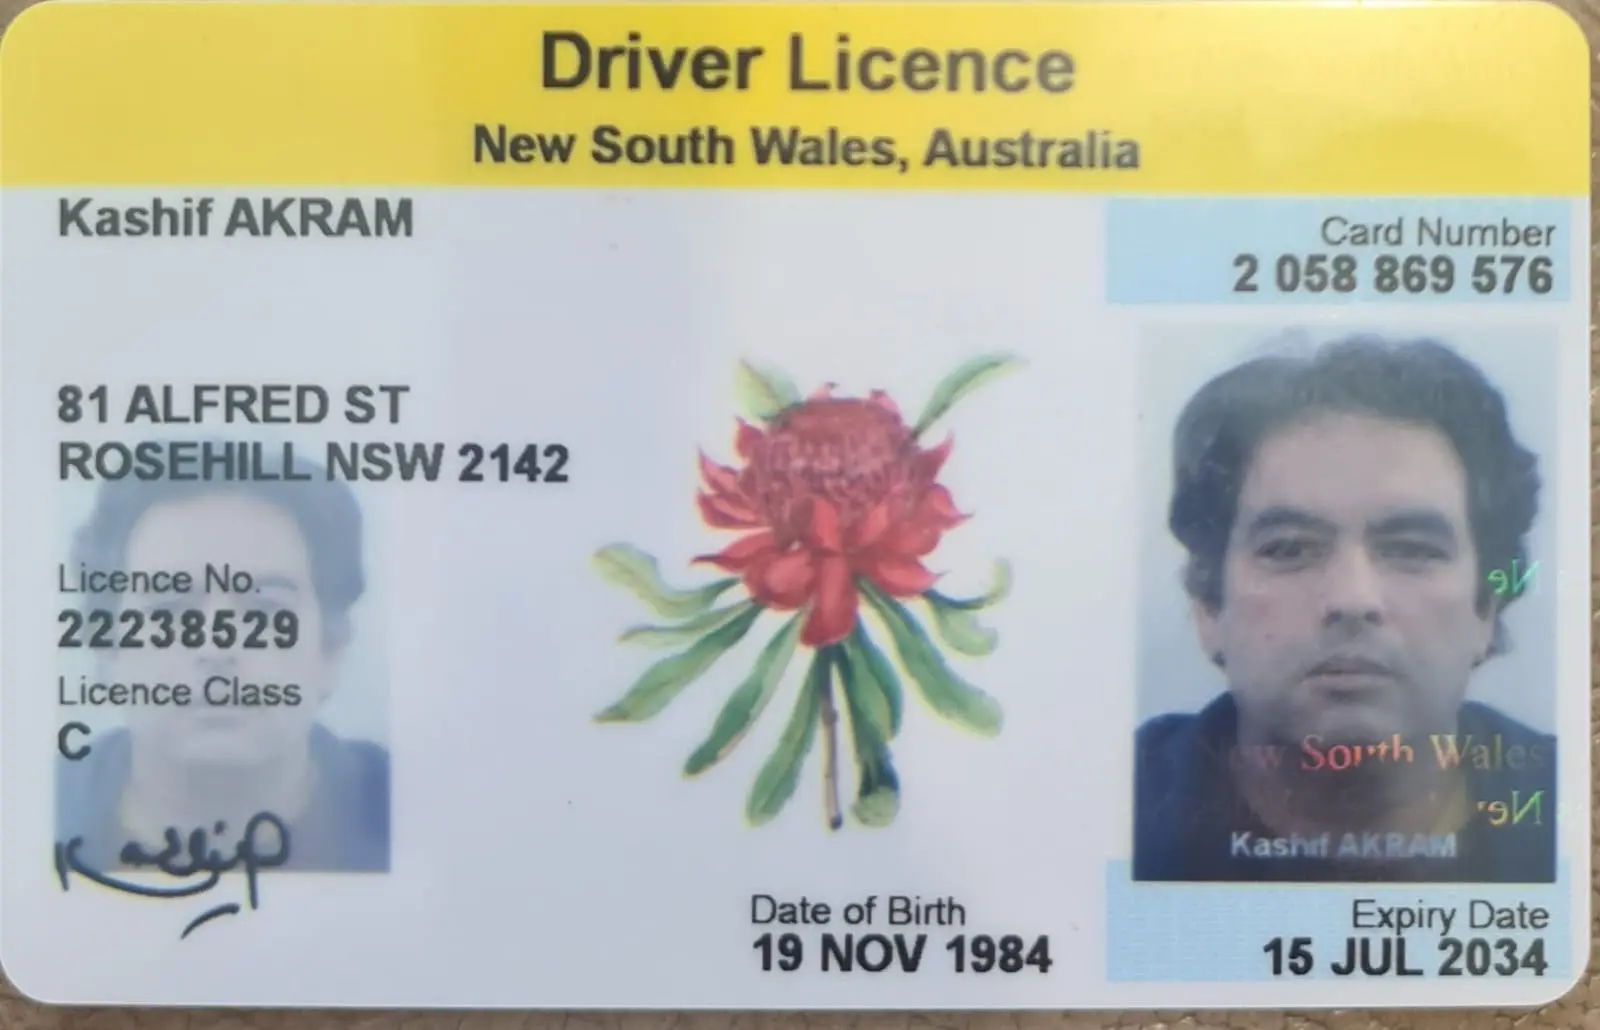 Driver Licence
New South Wales, Australia
Kashif AKRAM
Card Number
2 058 869 576
81 ALFRED ST
ROSEHILL NSW 2142
Licence No.
22238529
Licence Class
C
New South Wales
Kashif AKRAM
Date of Birth
19 NOV 1984
Expiry Date
15 JUL 2034